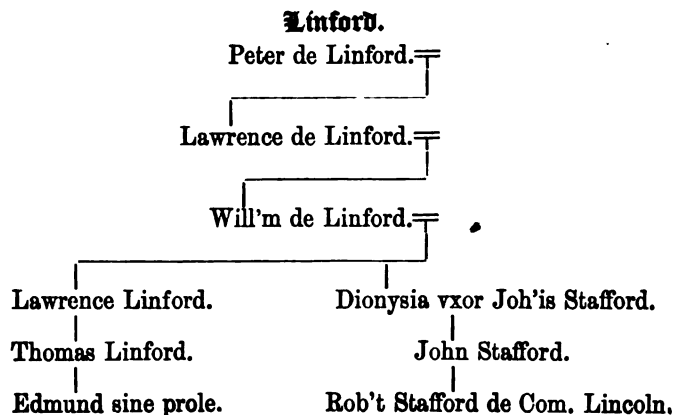 Linford.
Peter de Linford.
Lawrence de Linford.
Will'm de Linford.
Lawrence Linford. Dionysia vxor Joh'is Stafford.
Thomas Linford. John Stafford.
Edmund sine prole. Rob't Stafford de Com. Lincoln.